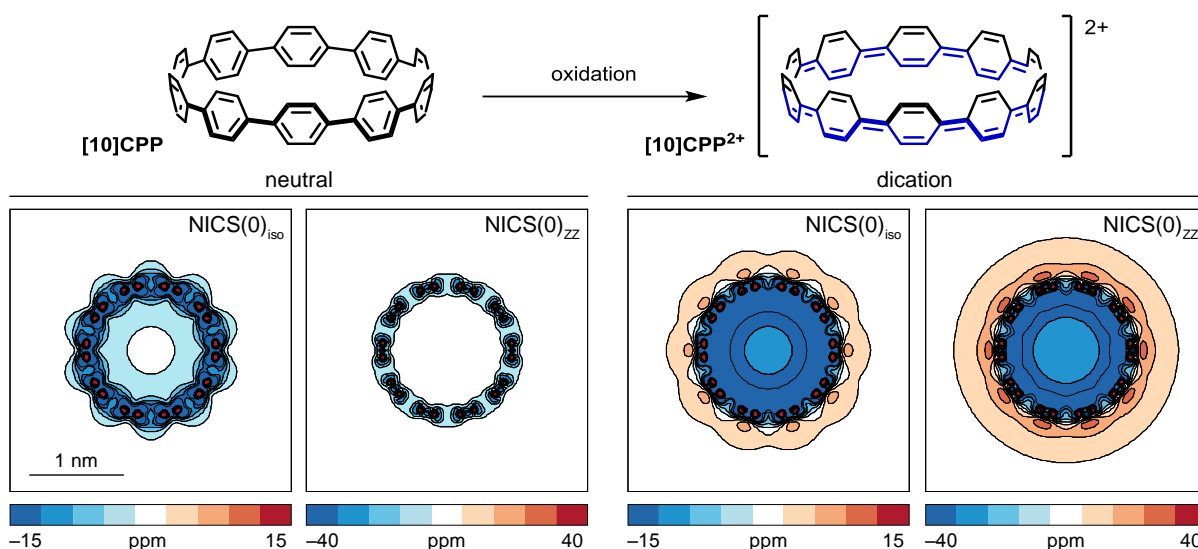 2+
oxidation
[10]CPP
[10]CPP²⁺
neutral
dication
NICS(0)iso
NICS(0)ZZ
NICS(0)iso
NICS(0)ZZ
1 nm
–15 ppm 15
–40 ppm 40
–15 ppm 15
–40 ppm 40